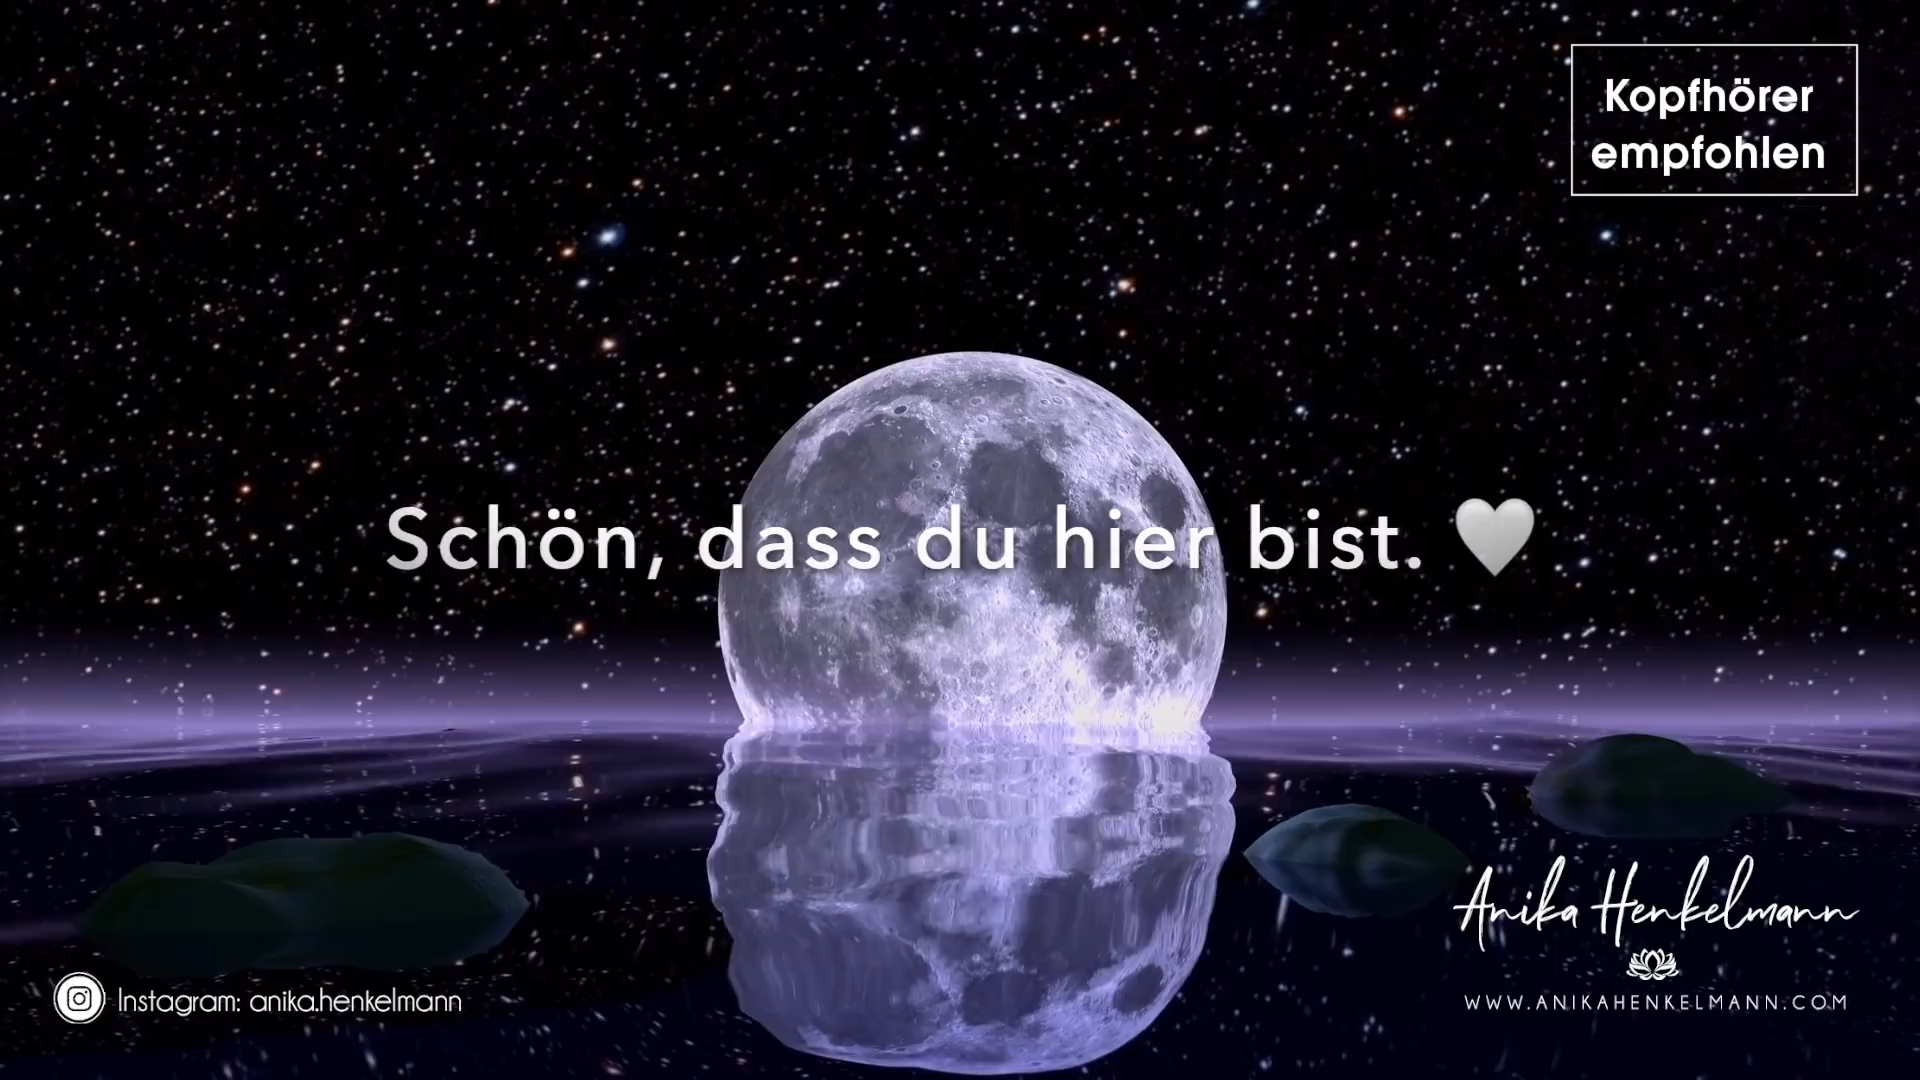 Kopfhörer
empfohlen
Schön, dass du hier bist. 🤍
Anika Henkelmann
Instagram: anika.henkelmann
WWW.ANIKAHENKELMANN.COM